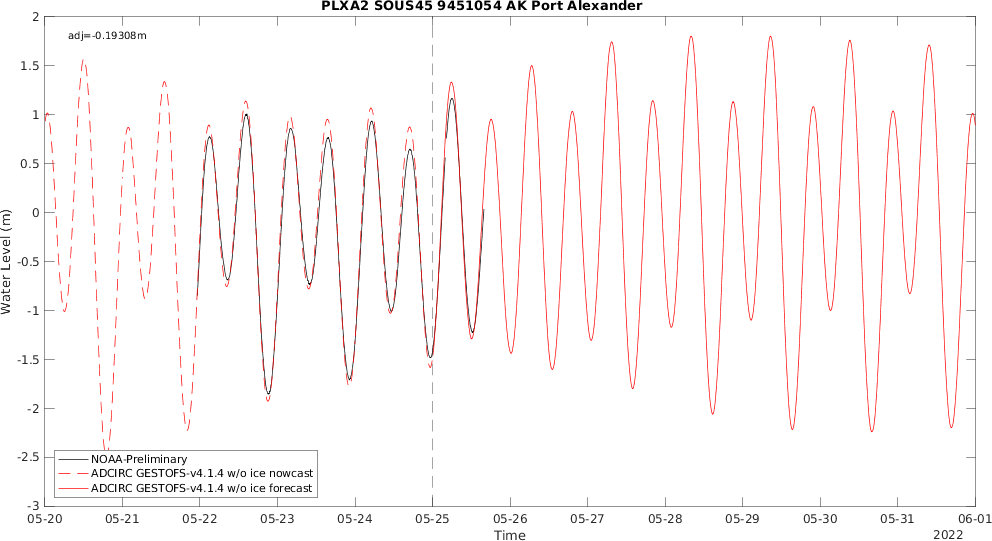 PLXA2 SOUS45 9451054 AK Port Alexander
adj=-0.19308m
2
1.5
1
0.5
0
-0.5
-1
-1.5
-2
-2.5
-3
Water Level (m)
NOAA-Preliminary
ADCIRC GESTOFS-v4.1.4 w/o ice nowcast
ADCIRC GESTOFS-v4.1.4 w/o ice forecast
05-20 05-21 05-22 05-23 05-24 05-25 05-26 05-27 05-28 05-29 05-30 05-31 06-01
Time
2022